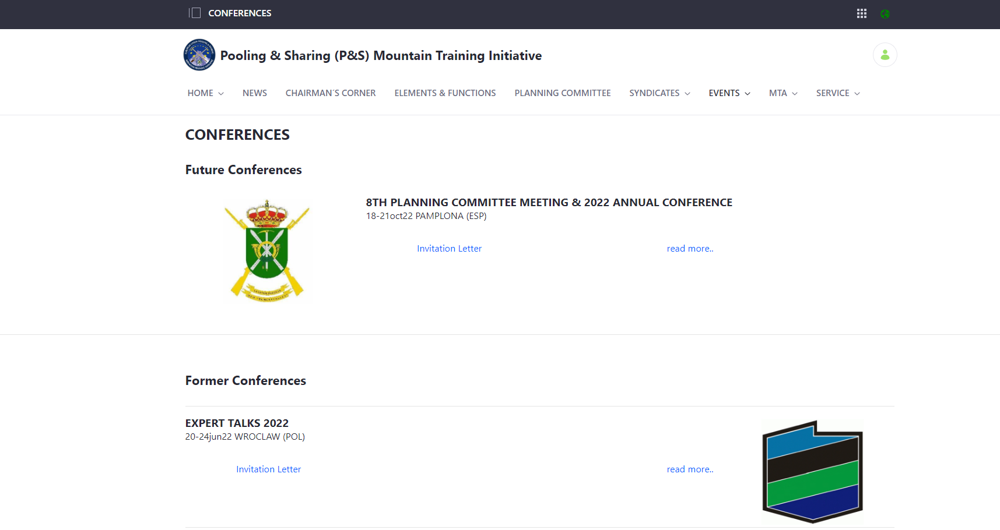 CONFERENCES
Pooling & Sharing (P&S) Mountain Training Initiative
HOME NEWS CHAIRMAN´S CORNER ELEMENTS & FUNCTIONS PLANNING COMMITTEE SYNDICATES EVENTS MTA SERVICE
CONFERENCES
Future Conferences
8TH PLANNING COMMITTEE MEETING & 2022 ANNUAL CONFERENCE
18-21oct22 PAMPLONA (ESP)
Invitation Letter read more..
Former Conferences
EXPERT TALKS 2022
20-24jun22 WROCLAW (POL)
Invitation Letter read more..